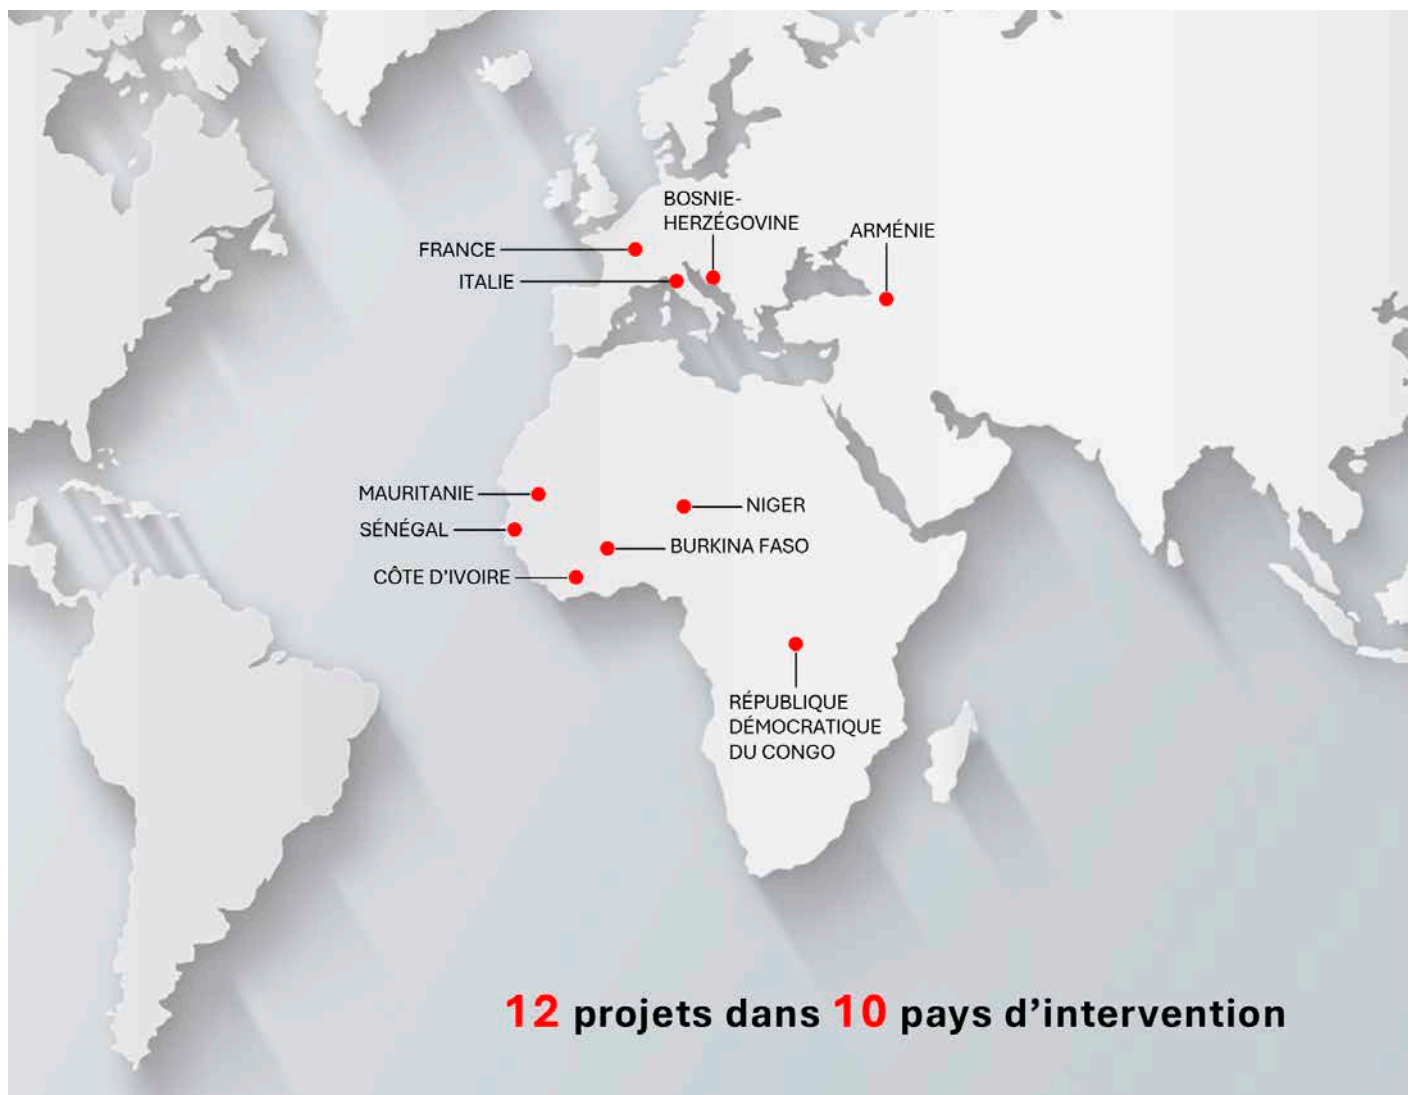 BOSNIE-
HERZÉGOVINE
ARMÉNIE
FRANCE
ITALIE
MAURITANIE
NIGER
SÉNÉGAL
BURKINA FASO
CÔTE D'IVOIRE
RÉPUBLIQUE
DÉMOCRATIQUE
DU CONGO
12 projets dans 10 pays d'intervention